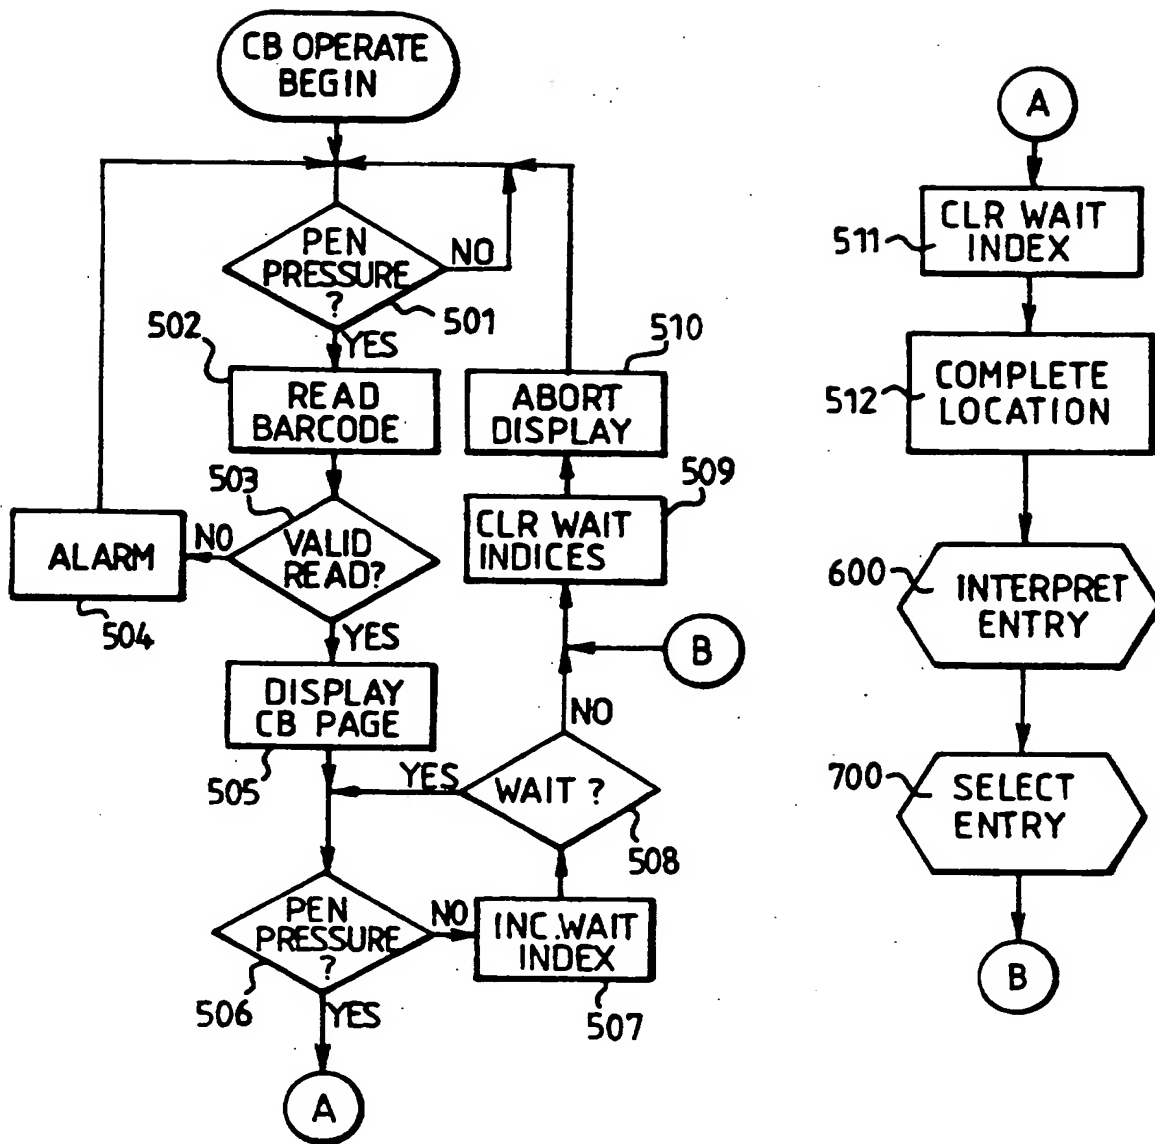 CB OPERATE
BEGIN
PEN
PRESSURE
?
NO
501
YES
502
READ
BARCODE
503
VALID
READ?
NO
ALARM
504
YES
DISPLAY
CB PAGE
505
PEN
PRESSURE
?
506
NO
YES
A
INC.WAIT
INDEX
507
WAIT ?
508
YES
NO
B
CLR WAIT
INDICES
509
ABORT
DISPLAY
510
A
511
CLR WAIT
INDEX
512
COMPLETE
LOCATION
600
INTERPRET
ENTRY
700
SELECT
ENTRY
B